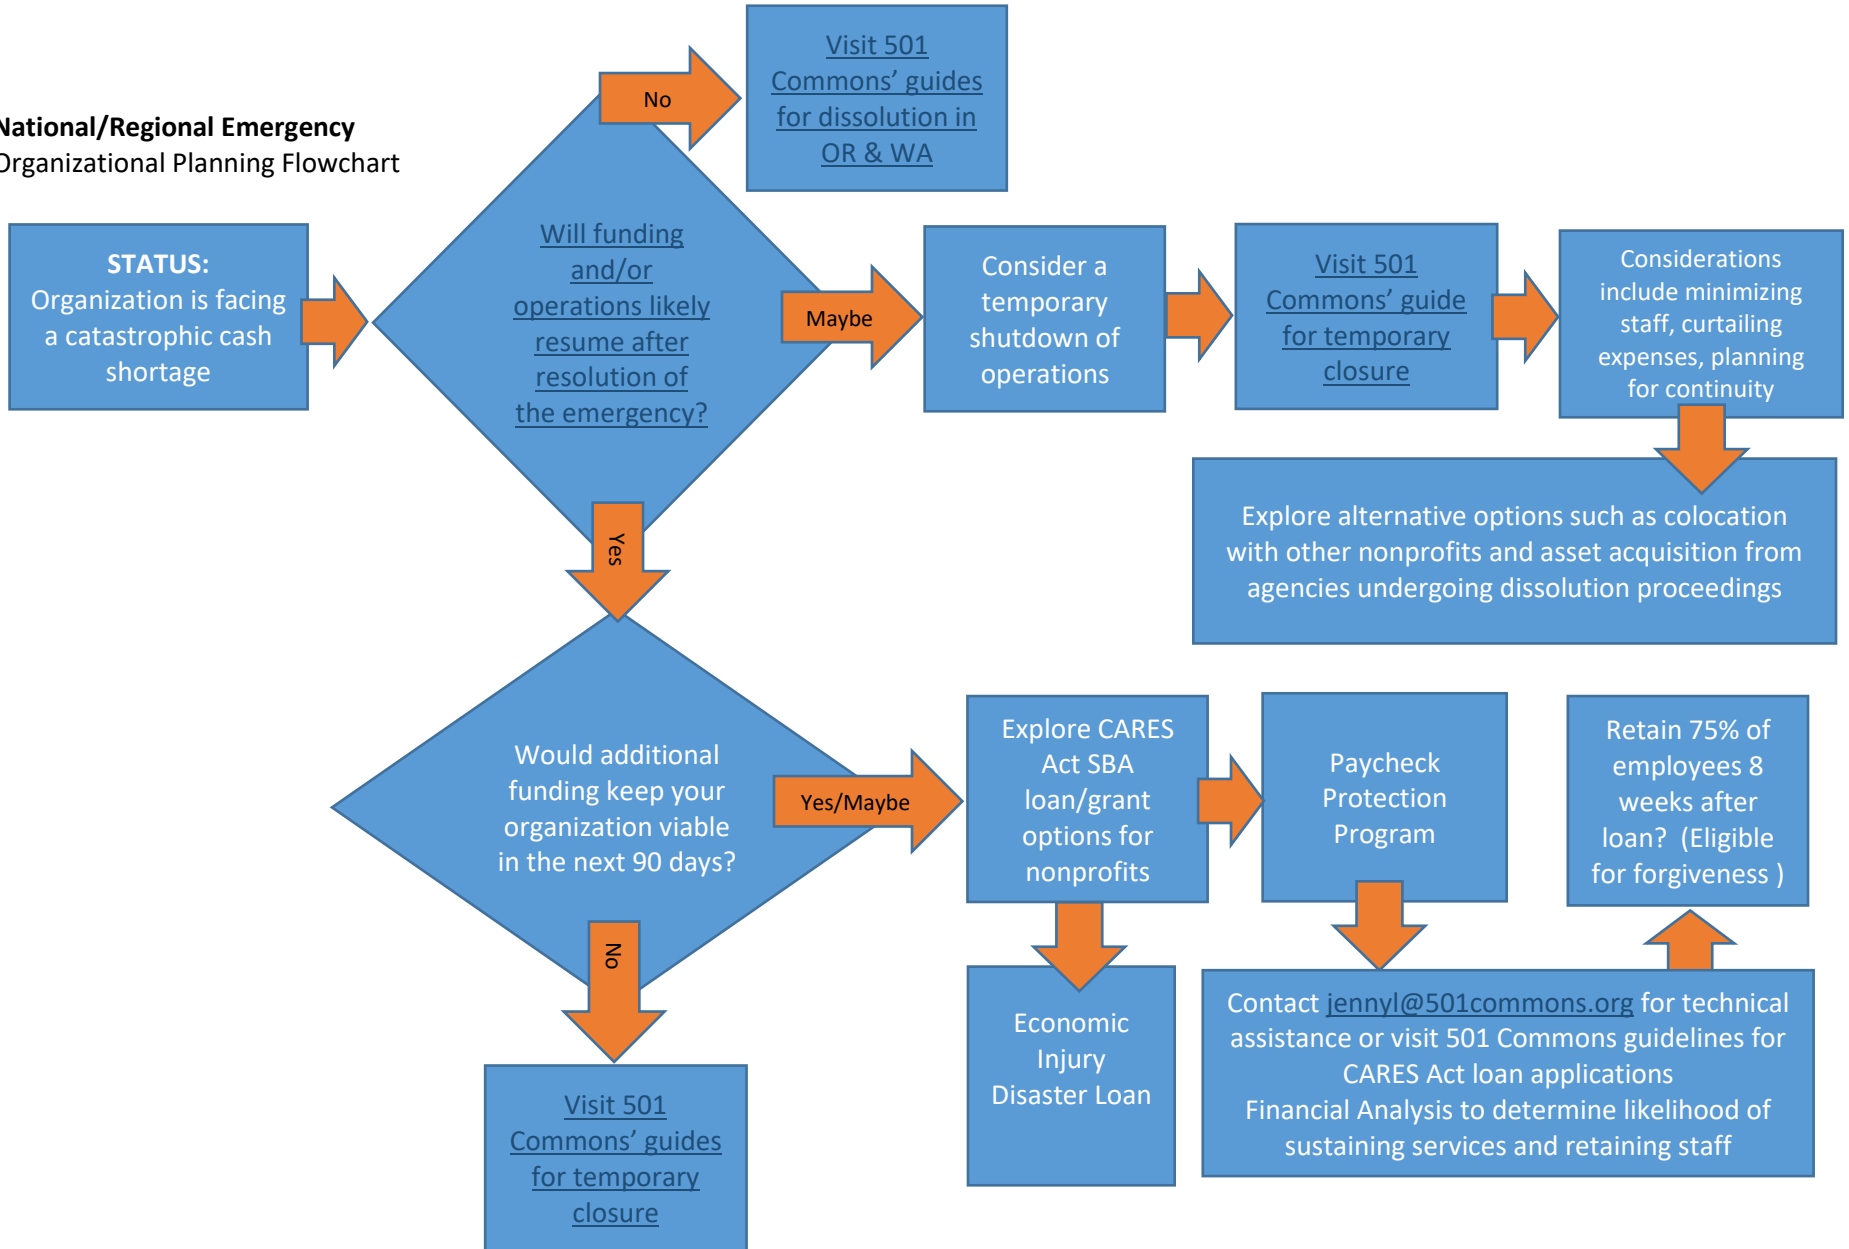 National/Regional Emergency
Organizational Planning Flowchart
No
Visit 501
Commons' guides
for dissolution in
OR & WA
STATUS:
Organization is facing
a catastrophic cash
shortage
Will funding
and/or
operations likely
resume after
resolution of
the emergency?
Maybe
Consider a
temporary
shutdown of
operations
Visit 501
Commons' guide
for temporary
closure
Considerations
include minimizing
staff, curtailing
expenses, planning
for continuity
Explore alternative options such as colocation
with other nonprofits and asset acquisition from
agencies undergoing dissolution proceedings
Yes
Would additional
funding keep your
organization viable
in the next 90 days?
Yes/Maybe
Explore CARES
Act SBA
loan/grant
options for
nonprofits
Paycheck
Protection
Program
Retain 75% of
employees 8
weeks after
loan?  (Eligible
for forgiveness )
No
Visit 501
Commons' guides
for temporary
closure
Economic
Injury
Disaster Loan
Contact jennyl@501commons.org for technical
assistance or visit 501 Commons guidelines for
CARES Act loan applications
Financial Analysis to determine likelihood of
sustaining services and retaining staff